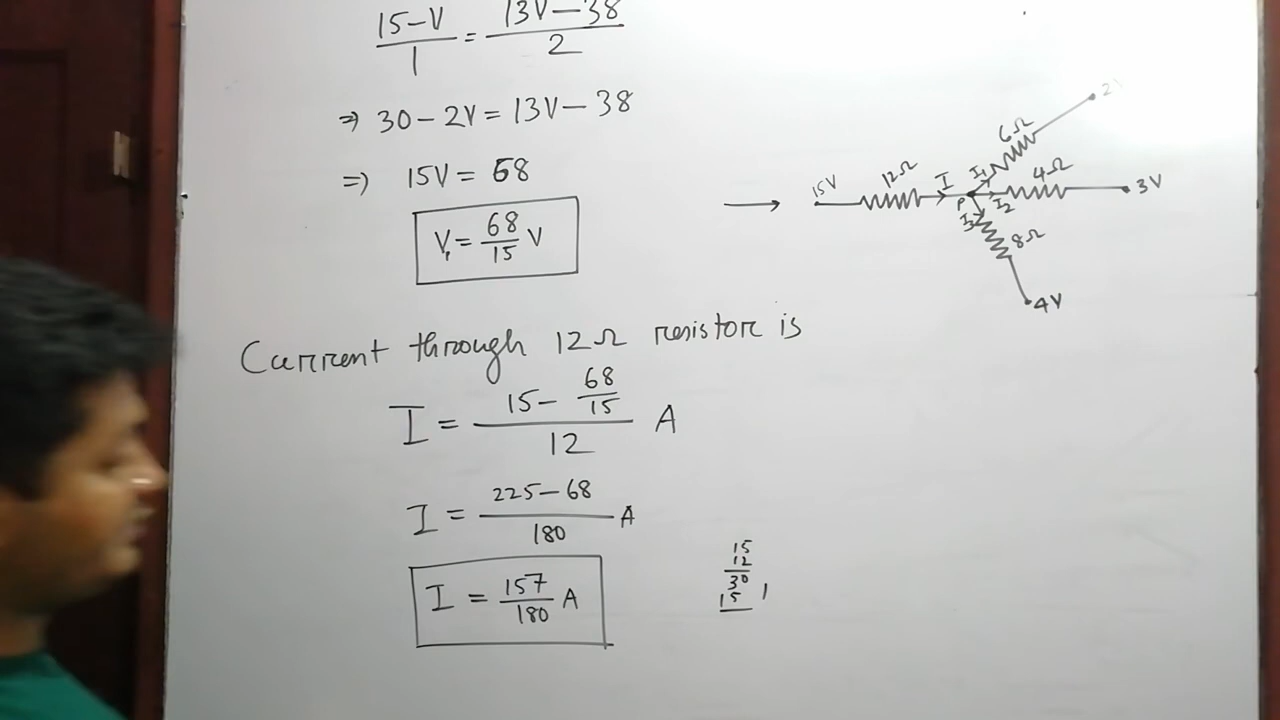 15-V/1 = 13V-38/2
⇒ 30-2V = 13V-38
⇒ 15V = 68
V₁ = 68/15 V
Current through 12Ω resistor is
I = 15 - 68/15 / 12 A
I = 225-68/180 A
I = 157/180 A
15
12
30
15
1
→
15V 12Ω I P
I₁ 6Ω 2
I₂ 4Ω 3V
I₃ 8Ω 4V